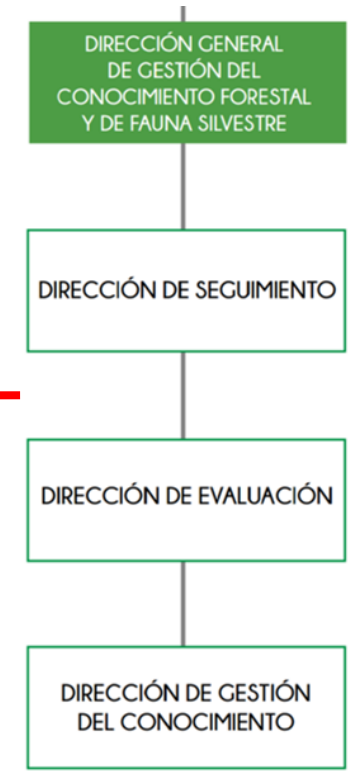 DIRECCIÓN GENERAL
DE GESTIÓN DEL
CONOCIMIENTO FORESTAL
Y DE FAUNA SILVESTRE
DIRECCIÓN DE SEGUIMIENTO
DIRECCIÓN DE EVALUACIÓN
DIRECCIÓN DE GESTIÓN
DEL CONOCIMIENTO